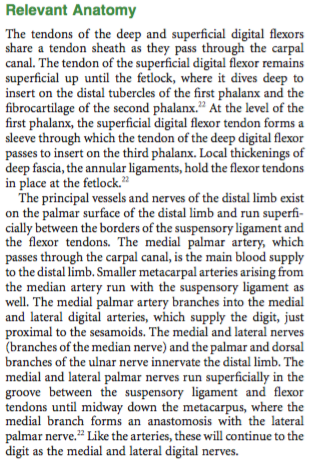 Relevant Anatomy
The tendons of the deep and superficial digital flexors
share a tendon sheath as they pass through the carpal
canal. The tendon of the superficial digital flexor remains
superficial up until the fetlock, where it dives deep to
insert on the distal tubercles of the first phalanx and the
fibrocartilage of the second phalanx.²² At the level of the
first phalanx, the superficial digital flexor tendon forms a
sleeve through which the tendon of the deep digital flexor
passes to insert on the third phalanx. Local thickenings of
deep fascia, the annular ligaments, hold the flexor tendons
in place at the fetlock.²²
The principal vessels and nerves of the distal limb exist
on the palmar surface of the distal limb and run superfi-
cially between the borders of the suspensory ligament and
the flexor tendons. The medial palmar artery, which
passes through the carpal canal, is the main blood supply
to the distal limb. Smaller metacarpal arteries arising from
the median artery run with the suspensory ligament as
well. The medial palmar artery branches into the medial
and lateral digital arteries, which supply the digit, just
proximal to the sesamoids. The medial and lateral nerves
(branches of the median nerve) and the palmar and dorsal
branches of the ulnar nerve innervate the distal limb. The
medial and lateral palmar nerves run superficially in the
groove between the suspensory ligament and flexor
tendons until midway down the metacarpus, where the
medial branch forms an anastomosis with the lateral
palmar nerve.²² Like the arteries, these will continue to the
digit as the medial and lateral digital nerves.